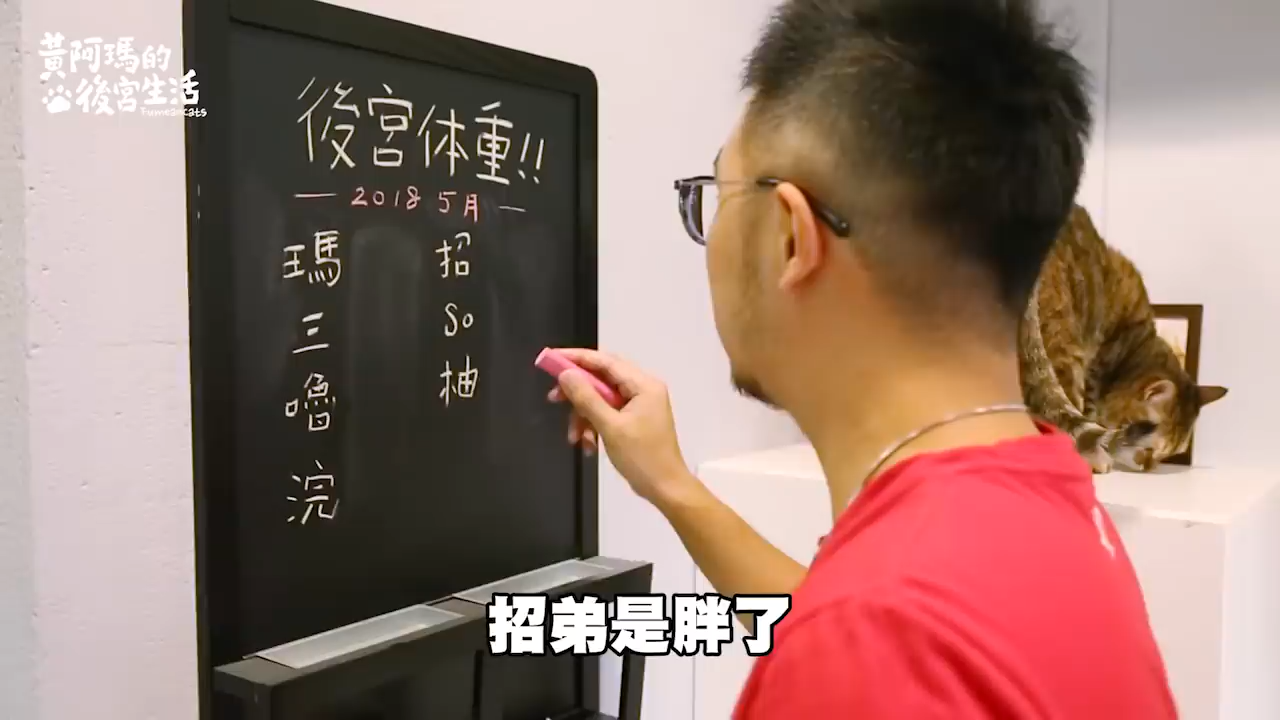 黃阿瑪的
後宮生活
Fumeancats
後宮体重!!
— 2018 5月 —
瑪 招
三 So
嚕 柚
浣
招弟是胖了